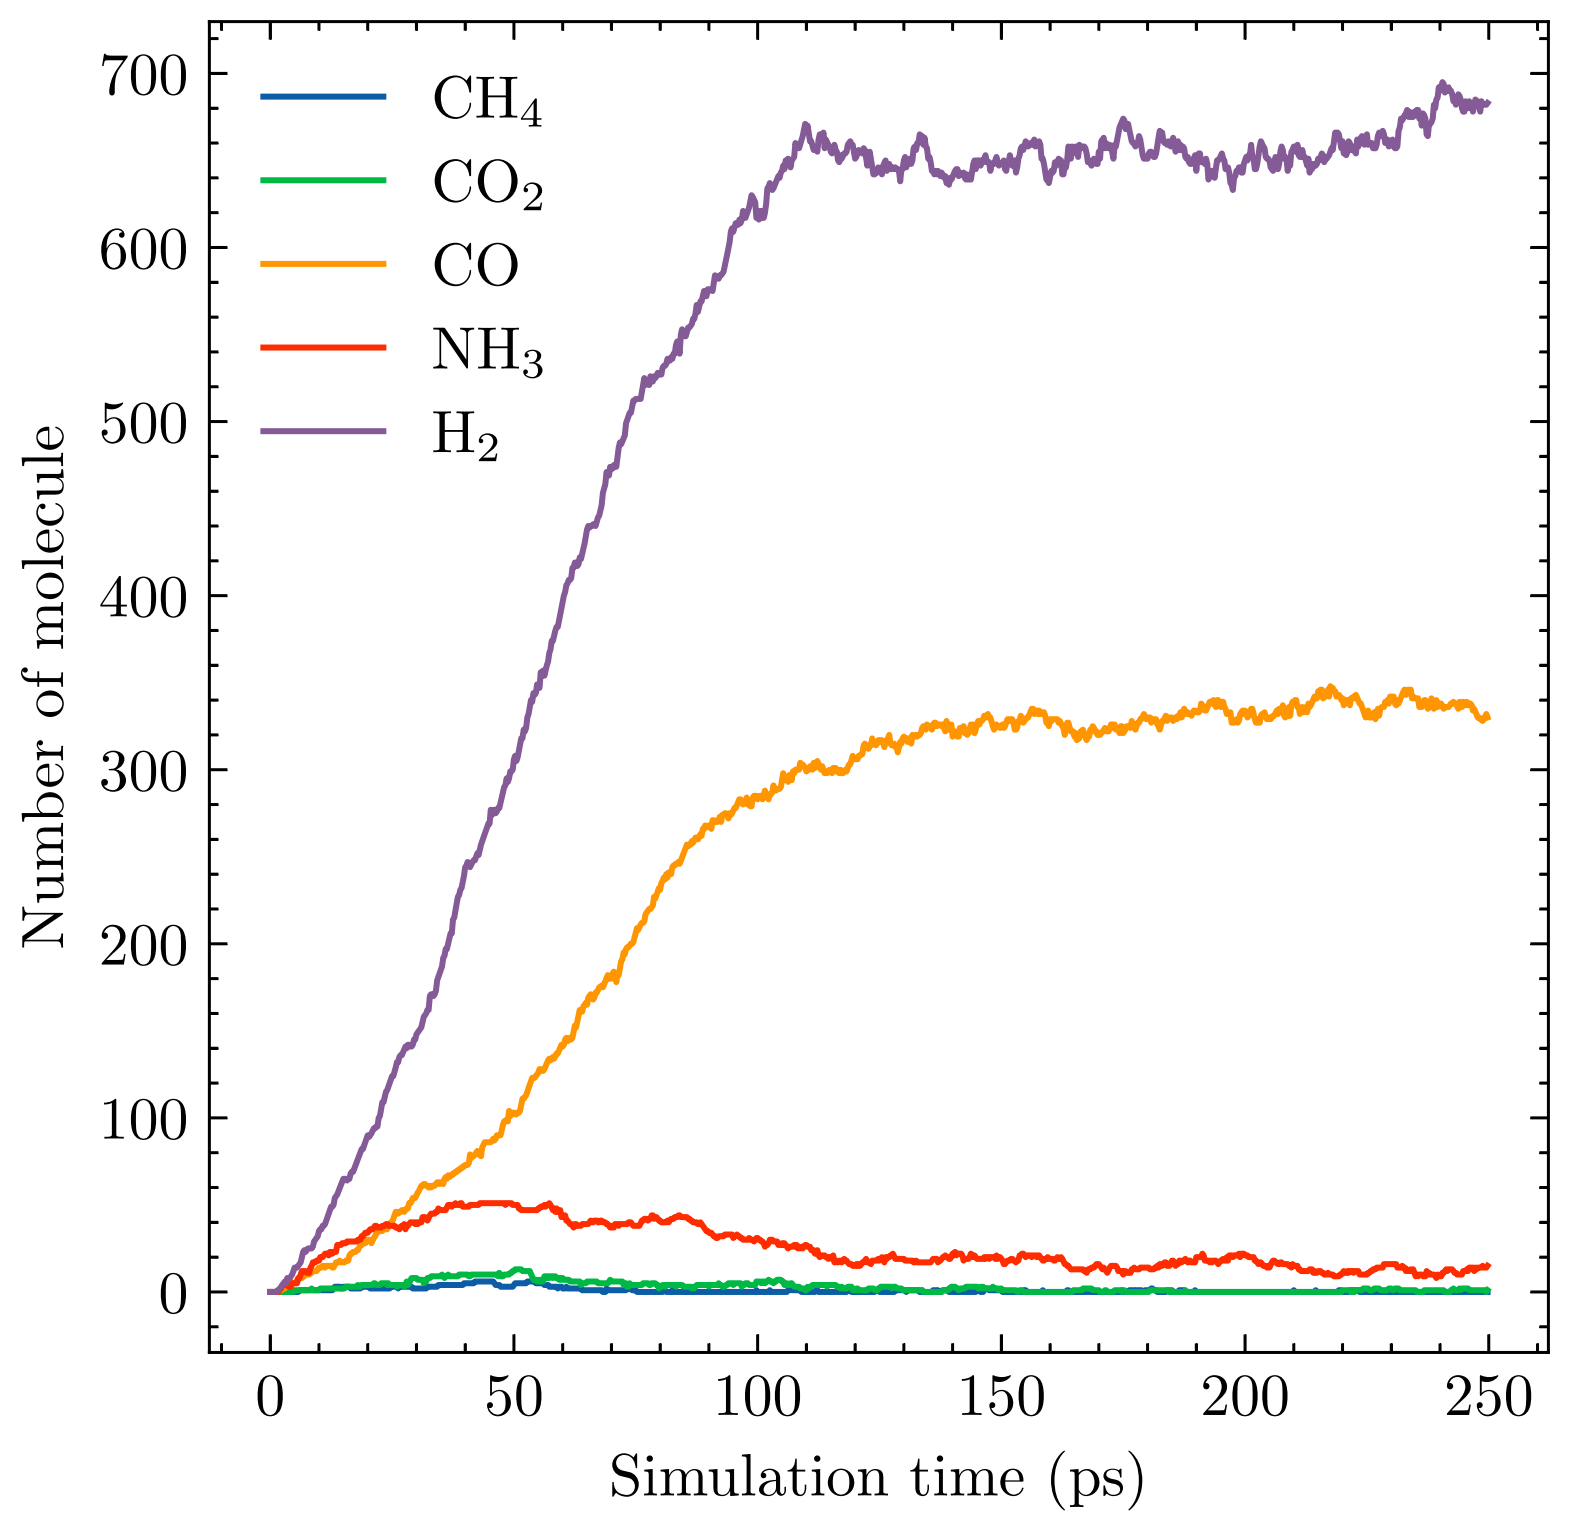 700
600
500
400
300
200
100
0
Number of molecule
CH₄
CO₂
CO
NH₃
H₂
0 50 100 150 200 250
Simulation time (ps)